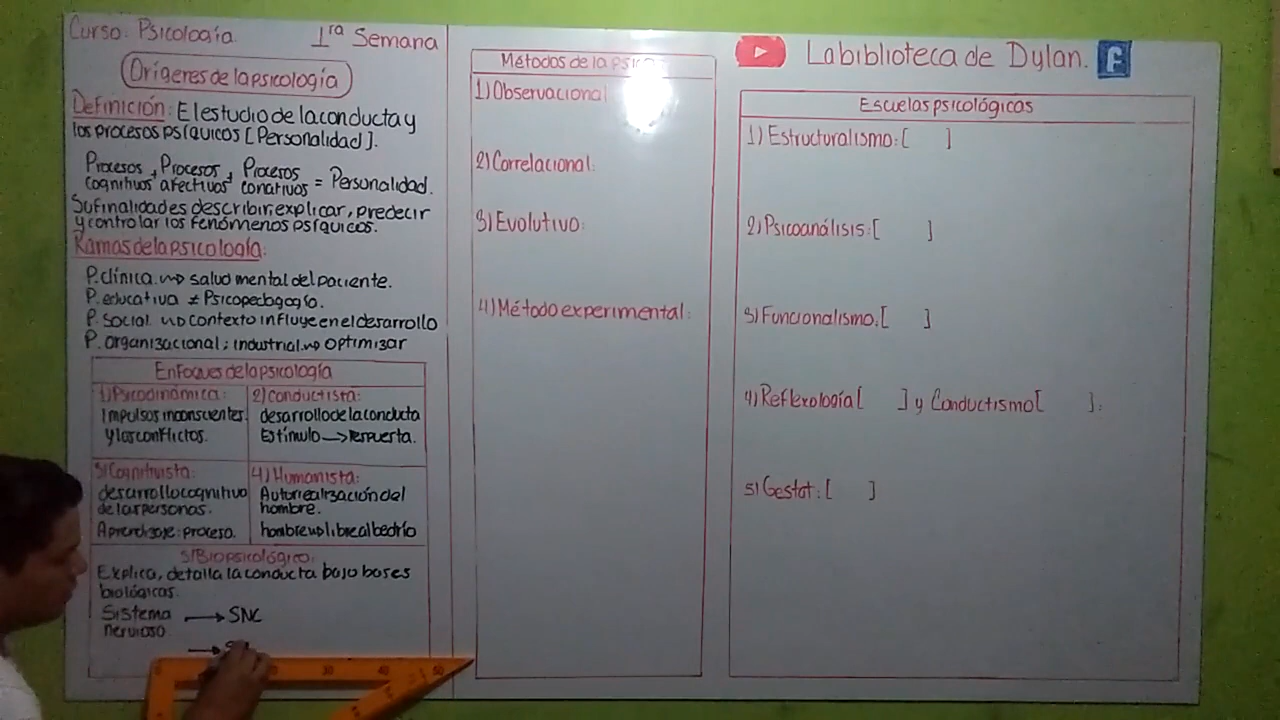 Curso: Psicología
1ra Semana
Orígenes de la psicología
Definición: El estudio de la conducta y
los procesos psíquicos [Personalidad].
Procesos + Procesos + Procesos
cognitivos afectivos conativos = Personalidad.
Su finalidad es describir, explicar, predecir
y controlar los fenómenos psíquicos.
Ramas de la psicología:
P. clínica. → salud mental del paciente.
P. educativa ≠ Psicopedagogía.
P. Social → contexto influye en el desarrollo
P. organizacional; industrial. → optimizar
Enfoques de la psicología
1) Psicodinámica:
Impulsos inconscientes.
y los conflictos.
2) Conductista:
desarrollo de la conducta
Estímulo → respuerta.
3) Cognitivista:
desarrollo cognitivo
de las personas.
Aprendizaje: proceso.
4) Humanista:
Autorrealización del
hombre.
hombre → libre albedrío
5) Biopsicológico:
Explica, detalla la conducta bajo bases
biológicas.
Sistema → SNC
nervioso
→
Métodos de la
1) Observacional
2) Correlacional:
3) Evolutivo:
4) Método experimental:
La biblioteca de Dylan. f
Escuelas psicológicas
1) Estructuralismo: [ ]
2) Psicoanálisis: [ ]
3) Funcionalismo: [ ]
4) Reflexología [ ] y Conductismo [ ]:
5) Gestat: [ ]
0 30 40 50